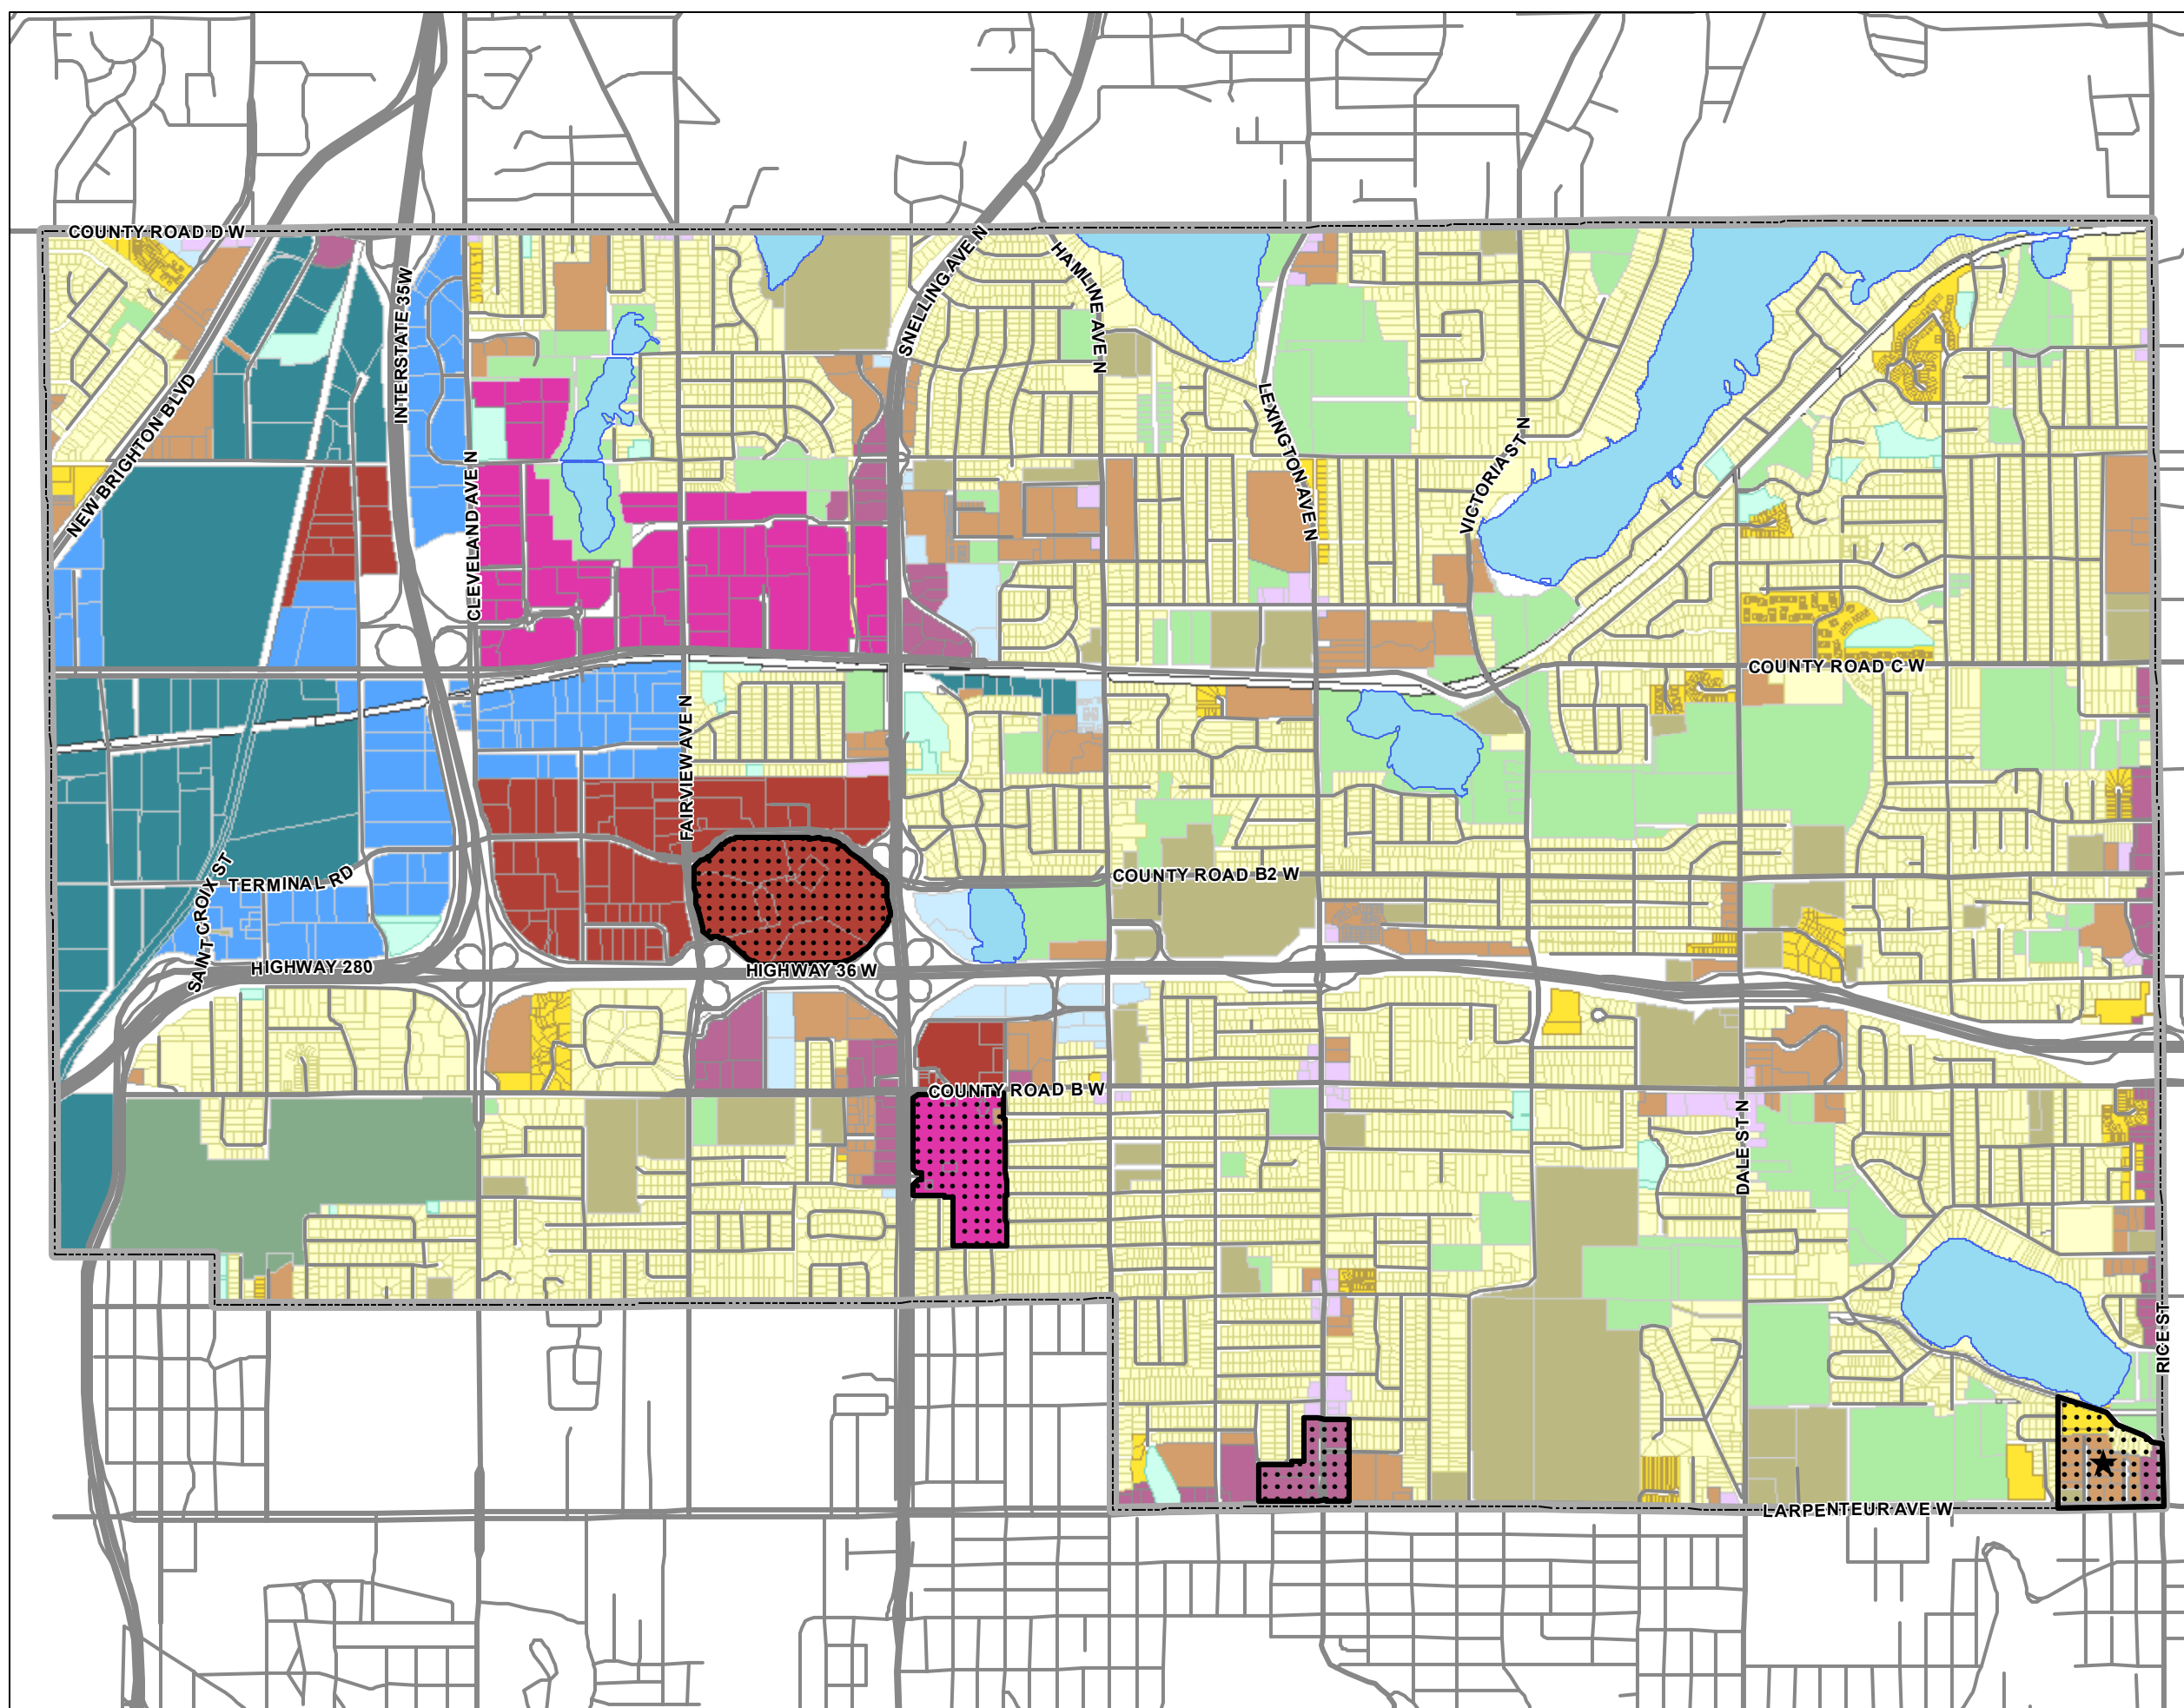 COUNTY ROAD D W
SNELLING AVE N
HAMLINE AVE N
INTERSTATE 35W
NEW BRIGHTON BLVD
LEXINGTON AVE N
VICTORIA ST N
CLEVELAND AVE N
COUNTY ROAD C W
FAIRVIEW AVE N
COUNTY ROAD B2 W
TERMINAL RD
SAINT CROIX ST
HIGHWAY 280
HIGHWAY 36 W
COUNTY ROAD B W
DALE ST N
RICE ST
LARPENTEUR AVE W